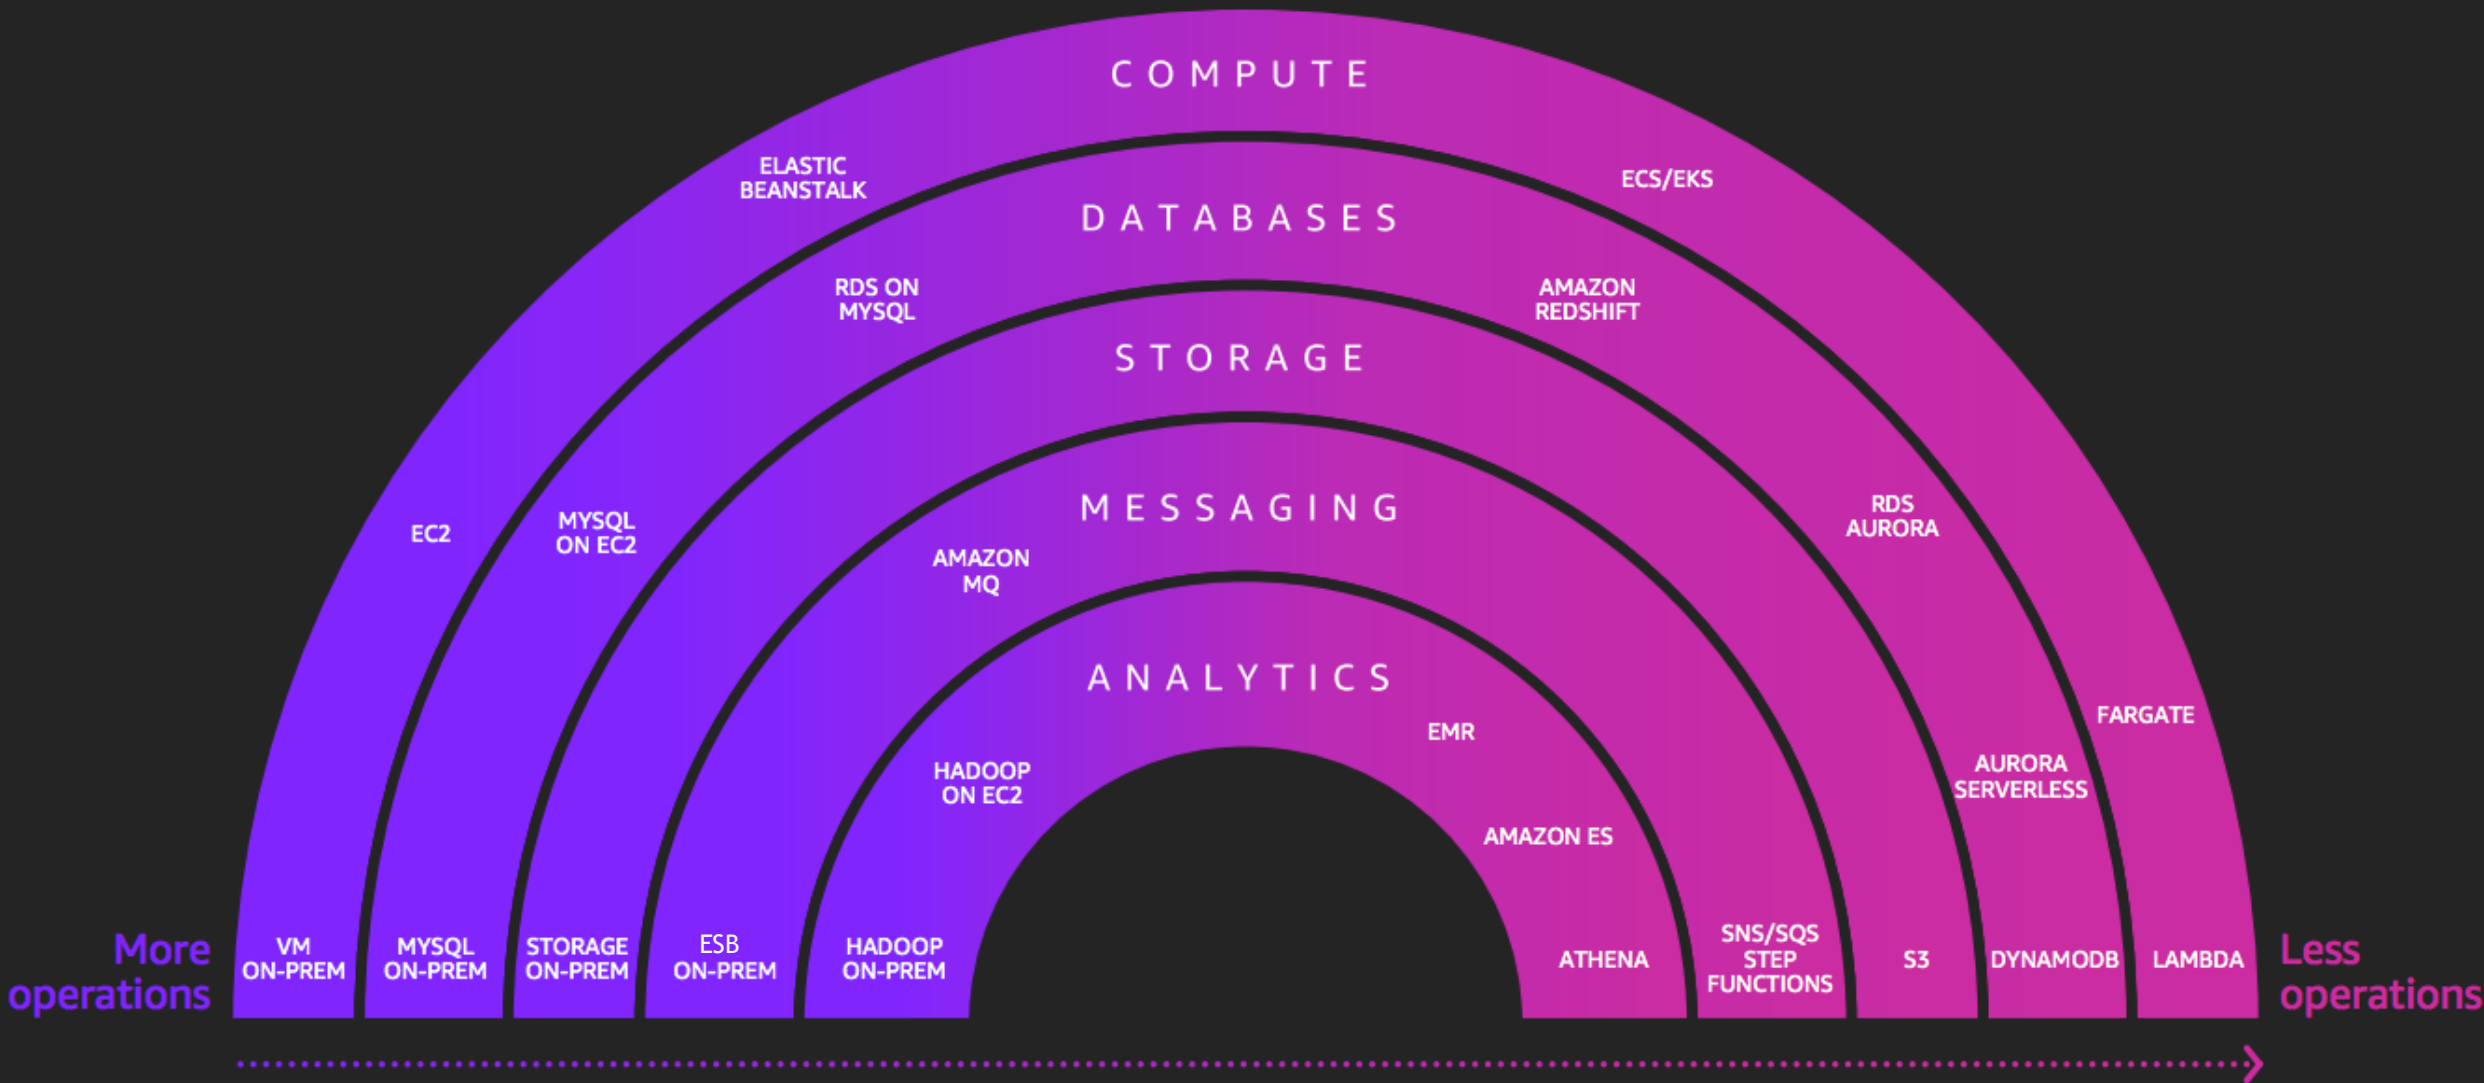 COMPUTE
ELASTIC
BEANSTALK
ECS/EKS
DATABASES
RDS ON
MYSQL
AMAZON
REDSHIFT
STORAGE
EC2
MYSQL
ON EC2
MESSAGING
RDS
AURORA
AMAZON
MQ
ANALYTICS
FARGATE
EMR
HADOOP
ON EC2
AURORA
SERVERLESS
AMAZON ES
More
operations
VM
ON-PREM
MYSQL
ON-PREM
STORAGE
ON-PREM
ESB
ON-PREM
HADOOP
ON-PREM
ATHENA
SNS/SQS
STEP
FUNCTIONS
S3
DYNAMODB
LAMBDA
Less
operations